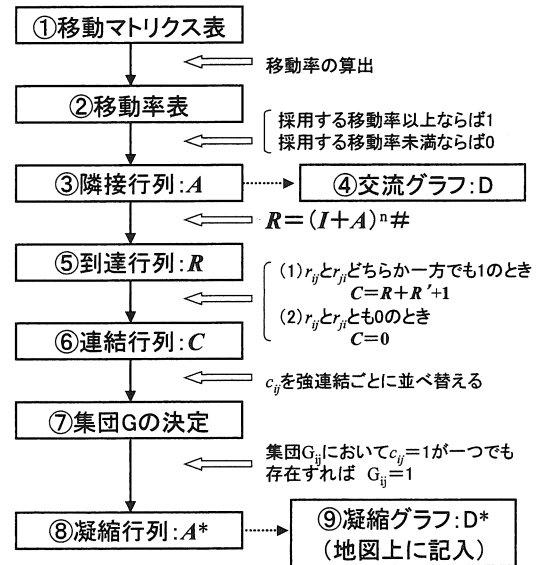 ①移動マトリクス表
移動率の算出
②移動率表
採用する移動率以上ならば1
採用する移動率未満ならば0
③隣接行列:A
④交流グラフ:D
R=(I+A)ⁿ#
⑤到達行列:R
(1)rijとrjiどちらか一方でも1のとき
C=R+R'+1
(2)rijとrjiとも0のとき
C=0
⑥連結行列:C
cijを強連結ごとに並べ替える
⑦集団Gの決定
集団Gijにおいてcij=1が一つでも
存在すれば Gij=1
⑧凝縮行列:A*
⑨凝縮グラフ:D*
(地図上に記入)